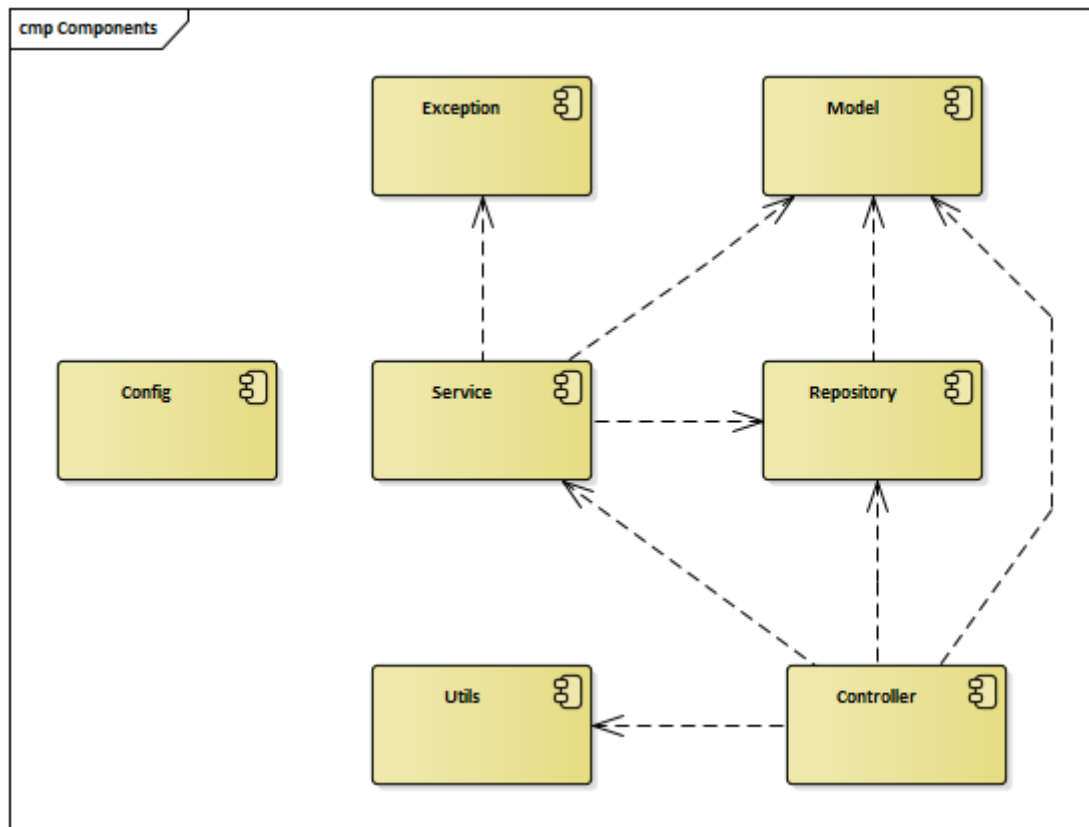 cmp Components
Exception
Model
Config
Service
Repository
Utils
Controller